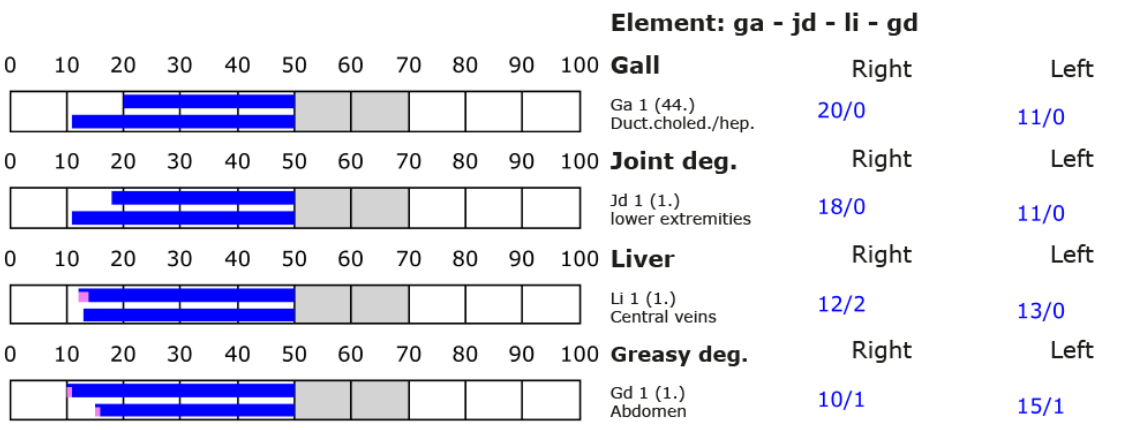 Element: ga - jd - li - gd
0 10 20 30 40 50 60 70 80 90 100 Gall Right Left
Ga 1 (44.) 20/0 11/0
Duct.choled./hep.
0 10 20 30 40 50 60 70 80 90 100 Joint deg. Right Left
Jd 1 (1.) 18/0 11/0
lower extremities
0 10 20 30 40 50 60 70 80 90 100 Liver Right Left
Li 1 (1.) 12/2 13/0
Central veins
0 10 20 30 40 50 60 70 80 90 100 Greasy deg. Right Left
Gd 1 (1.) 10/1 15/1
Abdomen